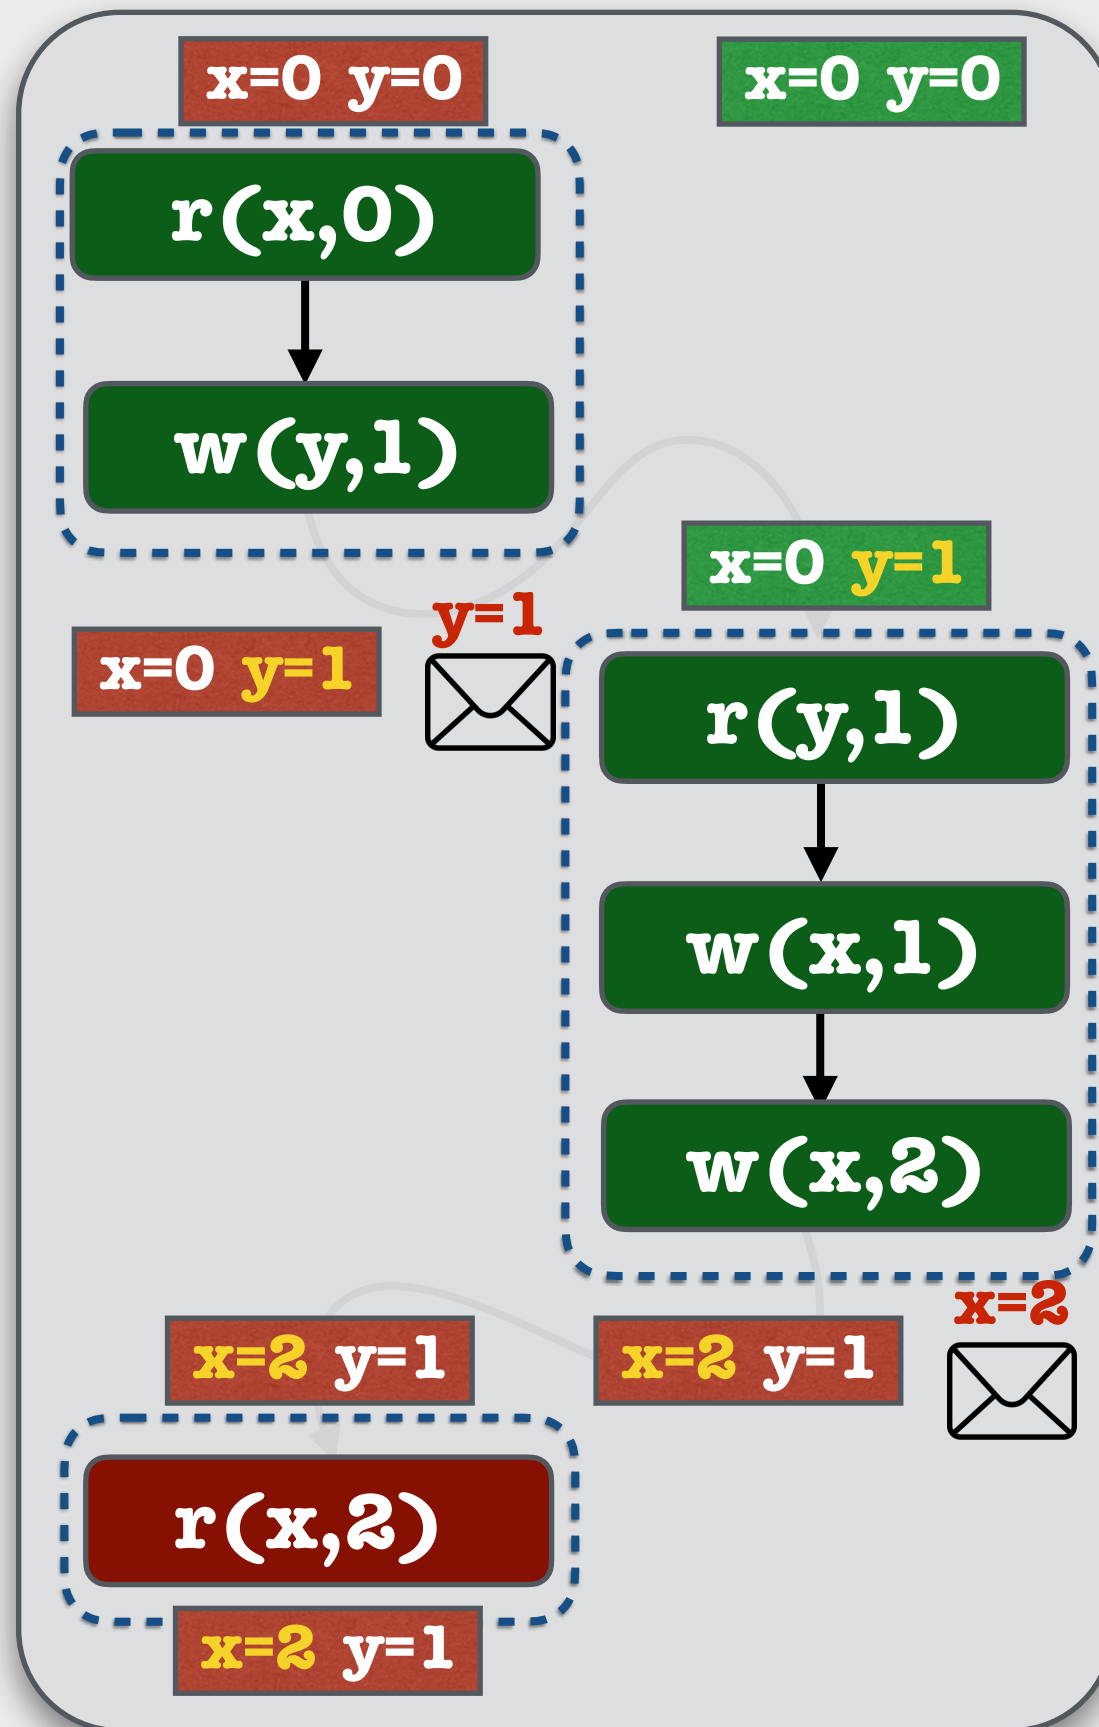 x=0 y=0
x=0 y=0
r(x,0)
w(y,1)
x=0 y=1
y=1
x=0 y=1
r(y,1)
w(x,1)
w(x,2)
x=2
x=2 y=1
x=2 y=1
r(x,2)
x=2 y=1